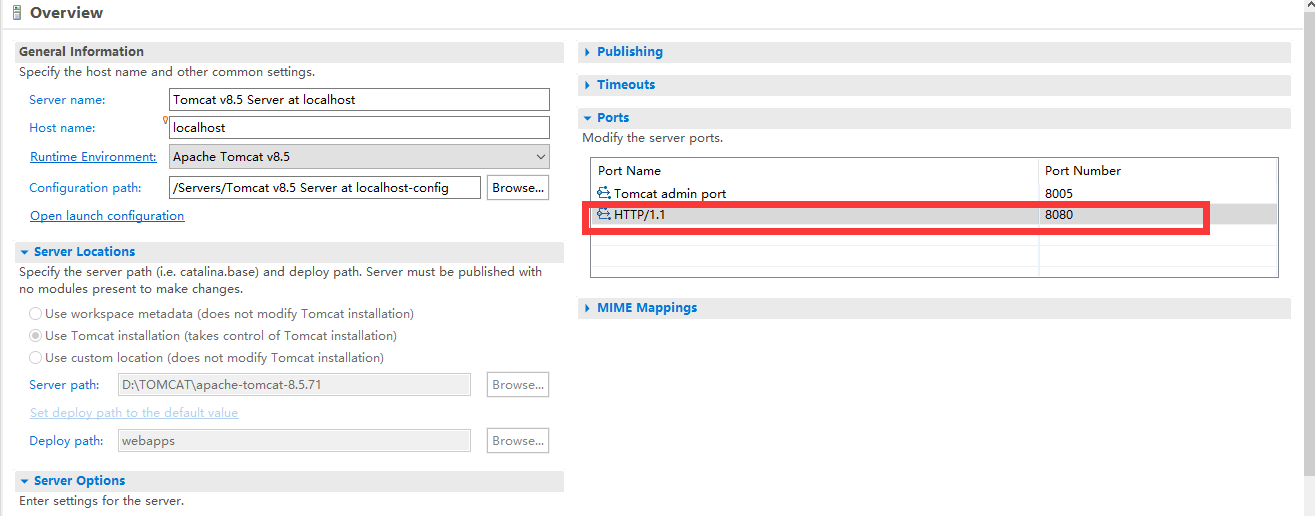 Overview
General Information
Specify the host name and other common settings.
Server name: Tomcat v8.5 Server at localhost
Host name: localhost
Runtime Environment: Apache Tomcat v8.5
Configuration path: /Servers/Tomcat v8.5 Server at localhost-config Browse...
Open launch configuration
Server Locations
Specify the server path (i.e. catalina.base) and deploy path. Server must be published with
no modules present to make changes.
Use workspace metadata (does not modify Tomcat installation)
Use Tomcat installation (takes control of Tomcat installation)
Use custom location (does not modify Tomcat installation)
Server path: D:\TOMCAT\apache-tomcat-8.5.71 Browse...
Set deploy path to the default value
Deploy path: webapps Browse...
Server Options
Enter settings for the server.
Publishing
Timeouts
Ports
Modify the server ports.
Port Name Port Number
Tomcat admin port 8005
HTTP/1.1 8080
MIME Mappings